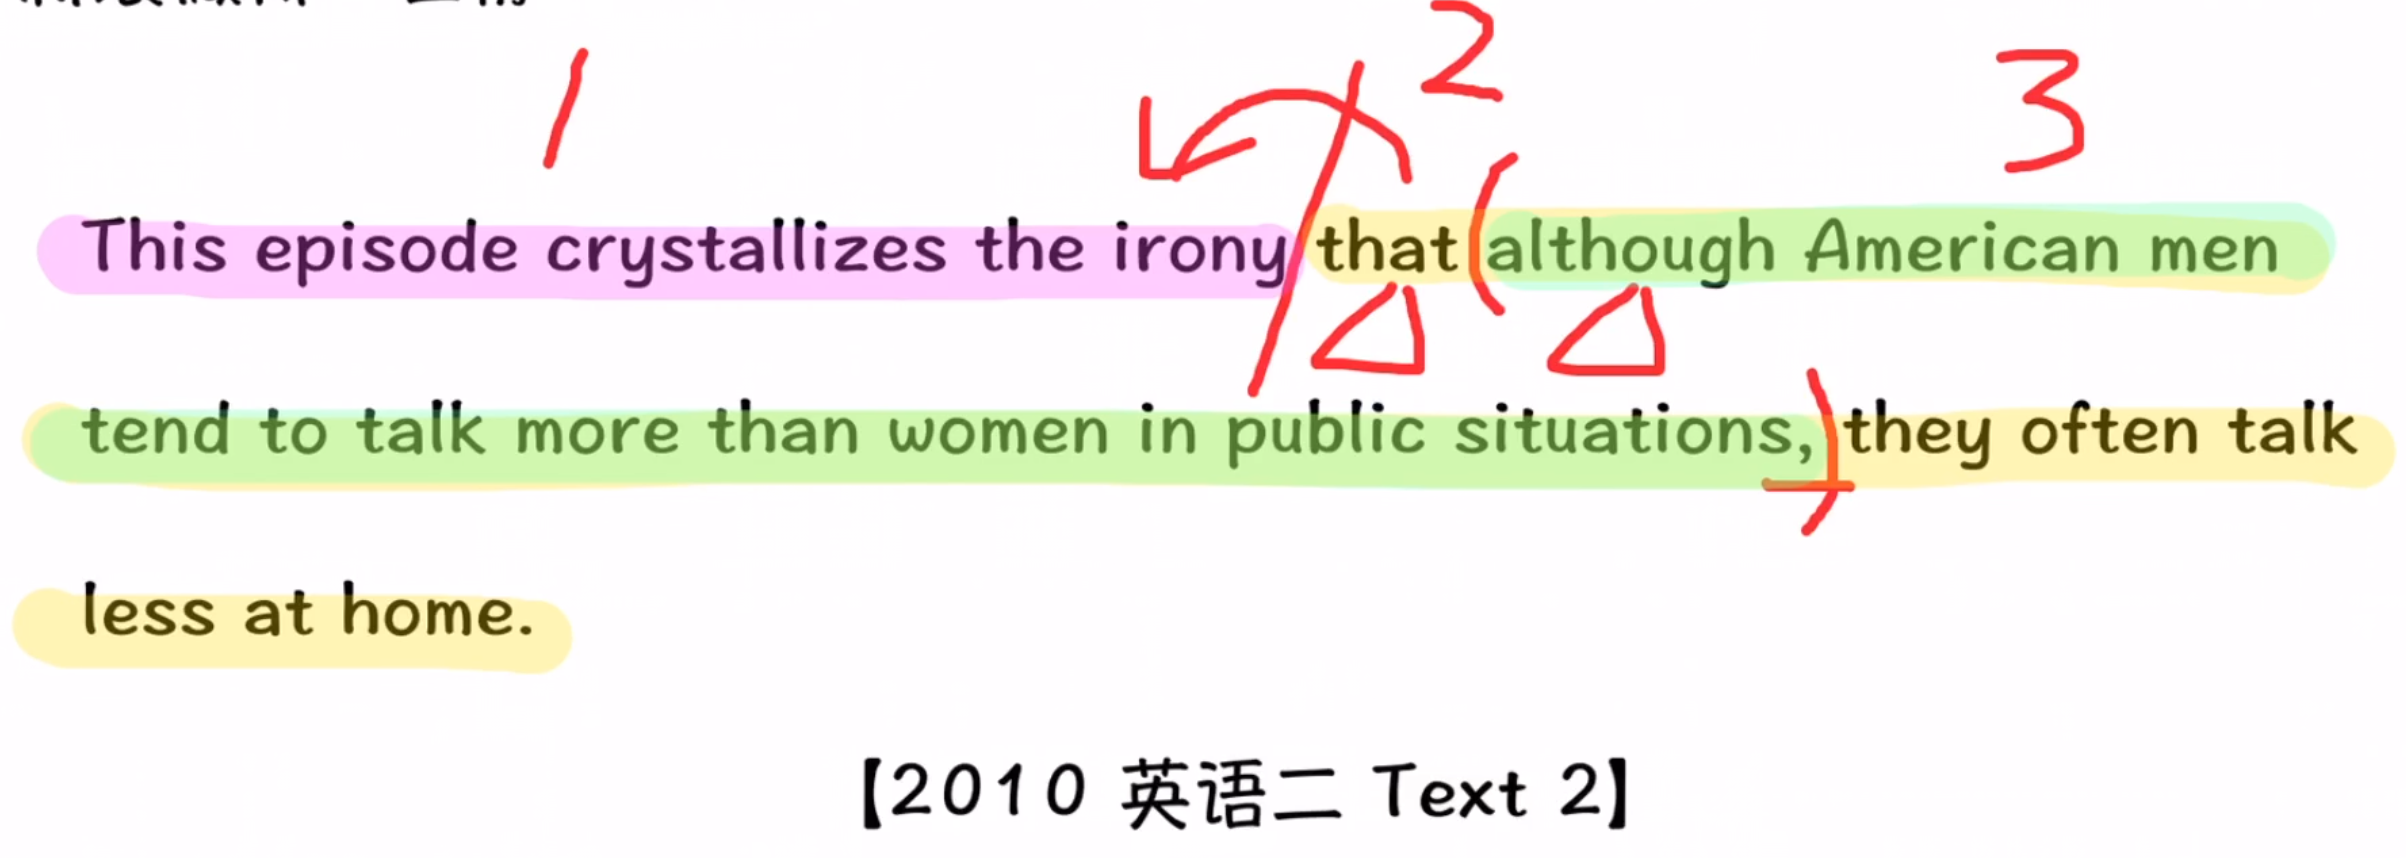 1 2 3
This episode crystallizes the irony that although American men
tend to talk more than women in public situations, they often talk
less at home.
【2010 英语二 Text 2】